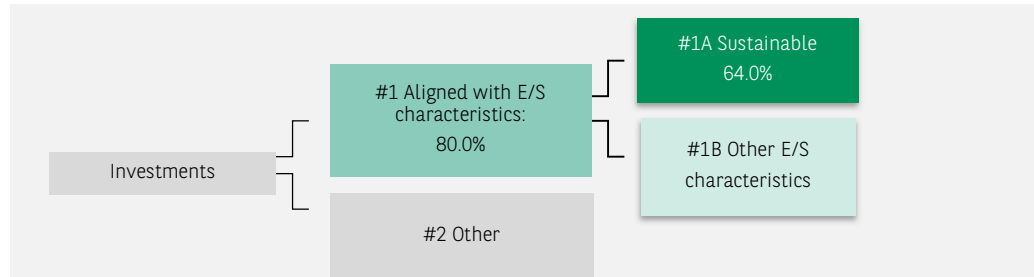 #1A Sustainable
64.0%
#1 Aligned with E/S
characteristics:
80.0%
#1B Other E/S
characteristics
Investments
#2 Other